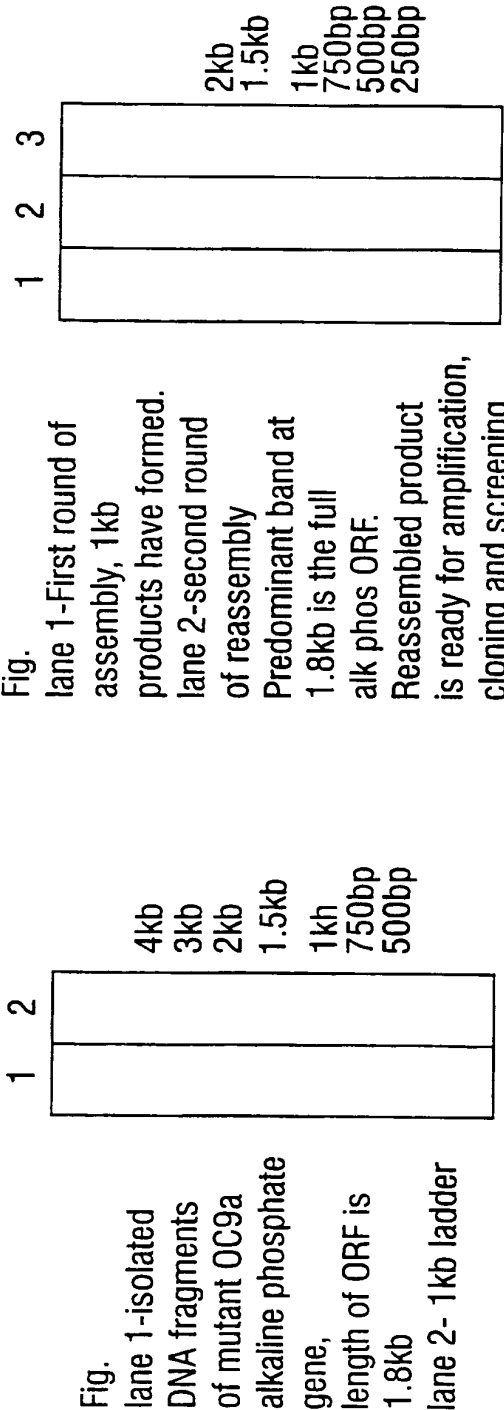 1 2
4kb
3kb
2kb
1.5kb
1kh
750bp
500bp
Fig.
lane 1-isolated
DNA fragments
of mutant OC9a
alkaline phosphate
gene,
length of ORF is
1.8kb
lane 2- 1kb ladder
1 2 3
2kb
1.5kb
1kb
750bp
500bp
250bp
Fig.
lane 1-First round of
assembly, 1kb
products have formed.
lane 2-second round
of reassembly
Predominant band at
1.8kb is the full
alk phos ORF.
Reassembled product
is ready for amplification,
cloning and screening